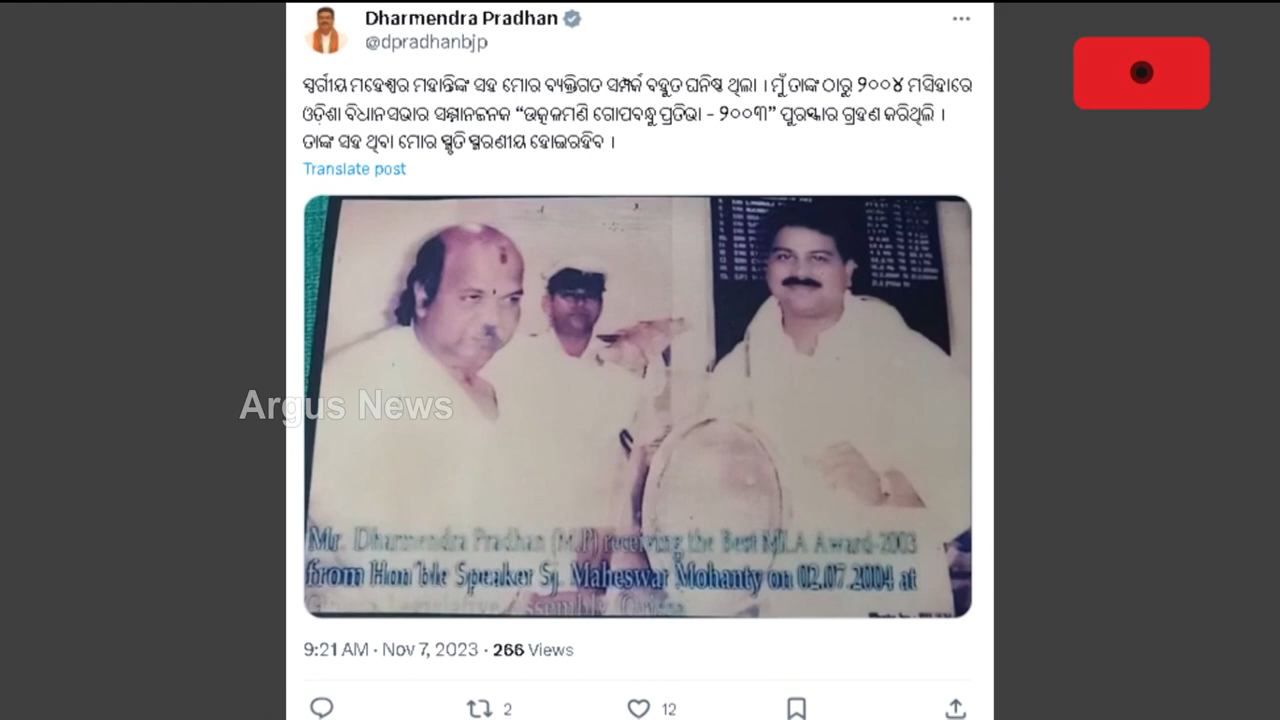 Dharmendra Pradhan
@dpradhanbjp
ସ୍ୱର୍ଗୀୟ ମହେଶ୍ୱର ମହାନ୍ତିଙ୍କ ସହ ମୋର ବ୍ୟକ୍ତିଗତ ସମ୍ପର୍କ ବହୁତ ଘନିଷ୍ଠ ଥିଲା । ମୁଁ ତାଙ୍କ ଠାରୁ ୨୦୦୪ ମସିହାରେ
ଓଡ଼ିଶା ବିଧାନସଭାର ସମ୍ମାନଜନକ “ଉତ୍କଳମଣି ଗୋପବନ୍ଧୁ ପ୍ରତିଭା - ୨୦୦୩” ପୁରସ୍କାର ଗ୍ରହଣ କରିଥିଲି ।
ତାଙ୍କ ସହ ଥିବା ମୋର ସ୍ମୃତି ସ୍ମରଣୀୟ ହୋଇରହିବ ।
Translate post
Argus News
Mr. Dharmendra Pradhan (M.P) receiving the Best MLA Award-2003
from Hon'ble Speaker Sj. Maheswar Mohanty on 02.07.2004 at
Assembly
9:21 AM · Nov 7, 2023 · 266 Views
2
12